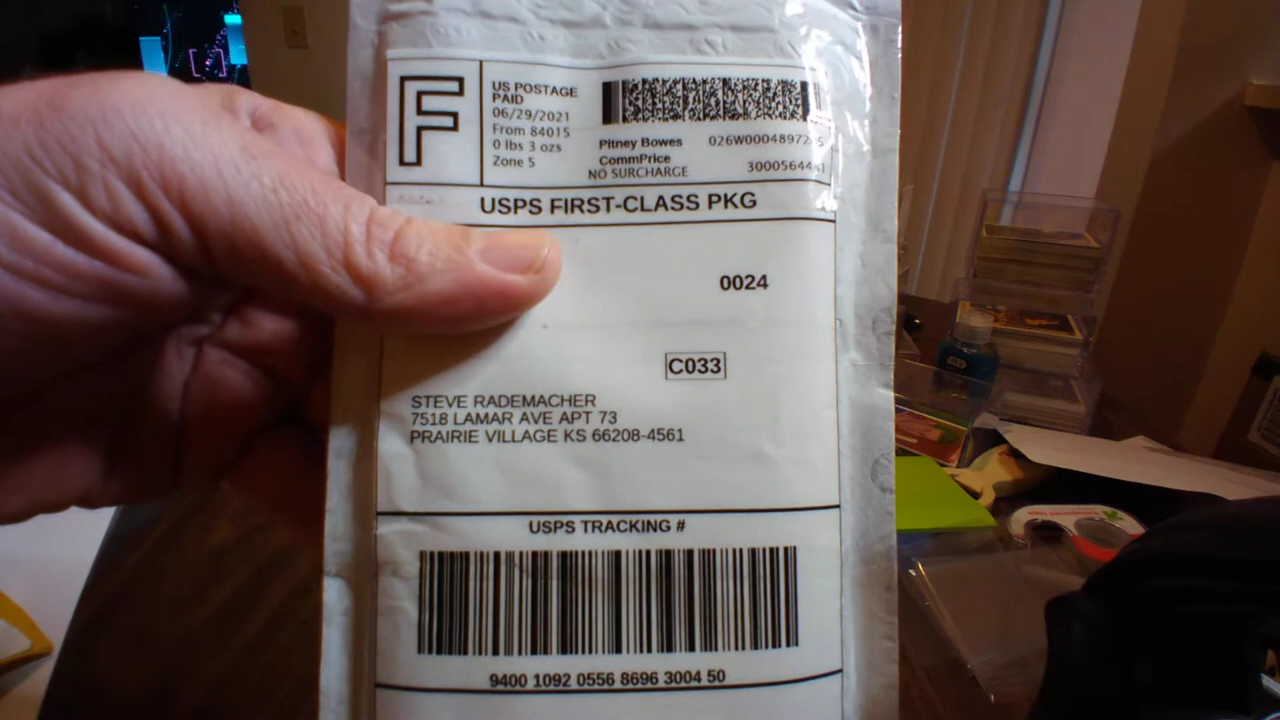 F
US POSTAGE
PAID
06/29/2021
From 84015
0 lbs 3 ozs
Zone 5
Pitney Bowes
CommPrice
NO SURCHARGE
USPS FIRST-CLASS PKG
0024
C033
STEVE RADEMACHER
7518 LAMAR AVE APT 73
PRAIRIE VILLAGE KS 66208-4561
USPS TRACKING #
9400 1092 0556 8696 3004 50